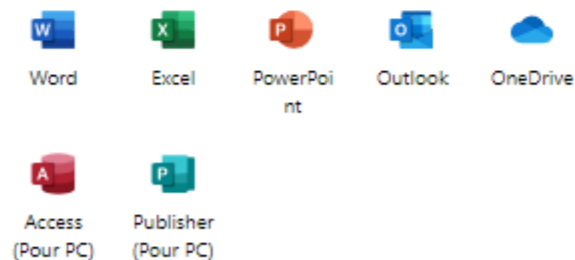 W
X
P
O
Word
Excel
PowerPoi
nt
Outlook
OneDrive
A
P
Access
(Pour PC)
Publisher
(Pour PC)